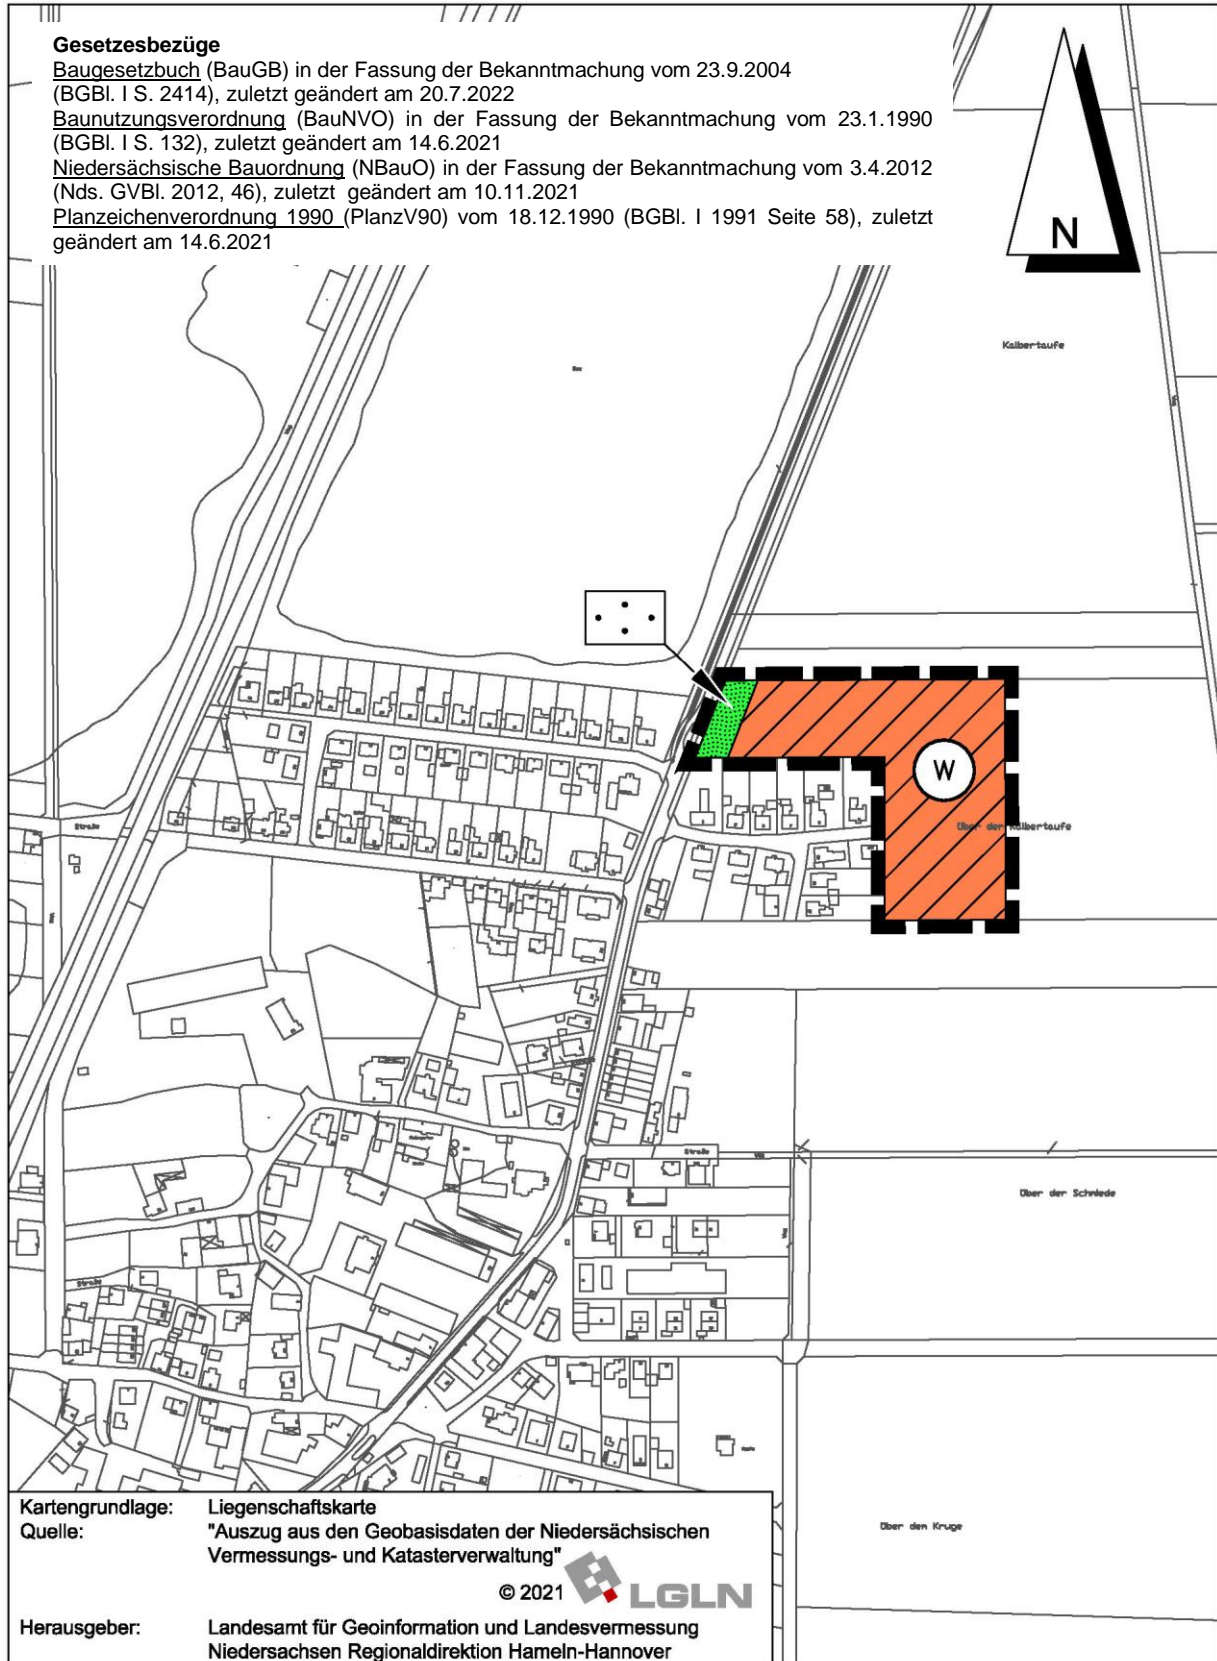 Gesetzesbezüge
Baugesetzbuch (BauGB) in der Fassung der Bekanntmachung vom 23.9.2004
(BGBl. I S. 2414), zuletzt geändert am 20.7.2022
Baunutzungsverordnung (BauNVO) in der Fassung der Bekanntmachung vom 23.1.1990
(BGBl. I S. 132), zuletzt geändert am 14.6.2021
Niedersächsische Bauordnung (NBauO) in der Fassung der Bekanntmachung vom 3.4.2012
(Nds. GVBl. 2012, 46), zuletzt geändert am 10.11.2021
Planzeichenverordnung 1990 (PlanzV90) vom 18.12.1990 (BGBl. I 1991 Seite 58), zuletzt
geändert am 14.6.2021
N
Kalbertaufe
W
Über der Kalbertaufe
Straße
Straße
Über der Schmiede
Straße
Über dem Kruge
Kartengrundlage: Liegenschaftskarte
Quelle: "Auszug aus den Geobasisdaten der Niedersächsischen
Vermessungs- und Katasterverwaltung"
© 2021 LGLN
Herausgeber: Landesamt für Geoinformation und Landesvermessung
Niedersachsen Regionaldirektion Hameln-Hannover